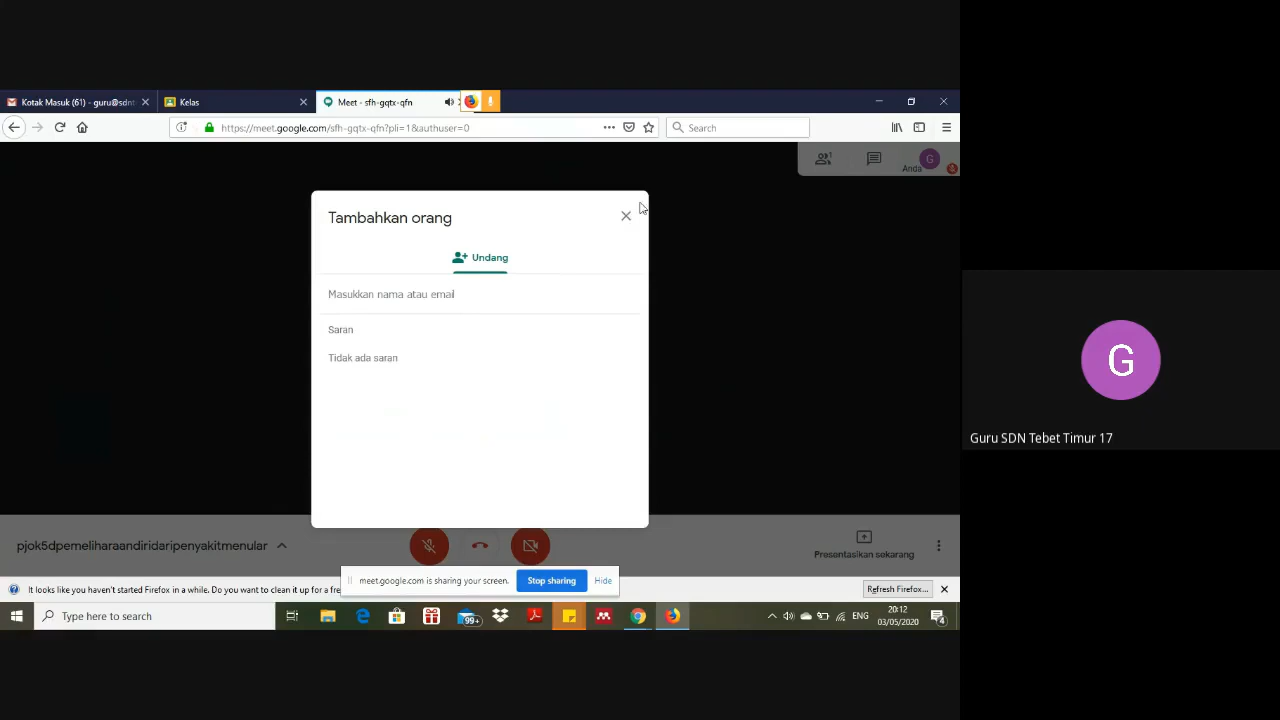 Kotak Masuk (61) - guru@sdnt
Kelas
Meet - sfh-gqtx-qfn
https://meet.google.com/sfh-gqtx-qfn?pli=1&authuser=0
Search
Anda
G
Tambahkan orang
Undang
Masukkan nama atau email
Saran
Tidak ada saran
G
Guru SDN Tebet Timur 17
pjok5dpemeliharaandiridaripenyakitmenular
Presentasikan sekarang
meet.google.com is sharing your screen.
Stop sharing
Hide
It looks like you haven't started Firefox in a while. Do you want to clean it up for a fre
Refresh Firefox...
Type here to search
99+
ENG
20:12
03/05/2020
4